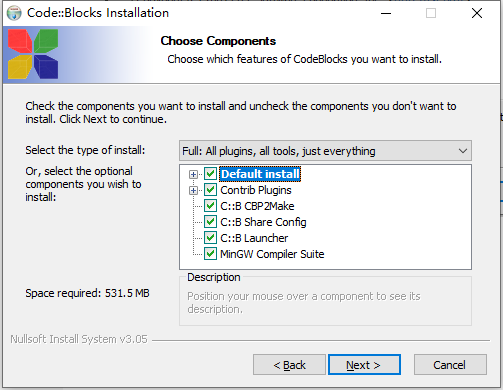 Code::Blocks Installation
Choose Components
Choose which features of CodeBlocks you want to install.
Check the components you want to install and uncheck the components you don't want to
install. Click Next to continue.
Select the type of install:
Full: All plugins, all tools, just everything
Or, select the optional
components you wish to
install:
Default install
Contrib Plugins
C::B CBP2Make
C::B Share Config
C::B Launcher
MinGW Compiler Suite
Space required: 531.5 MB
Description
Position your mouse over a component to see its
description.
Nullsoft Install System v3.05
< Back
Next >
Cancel